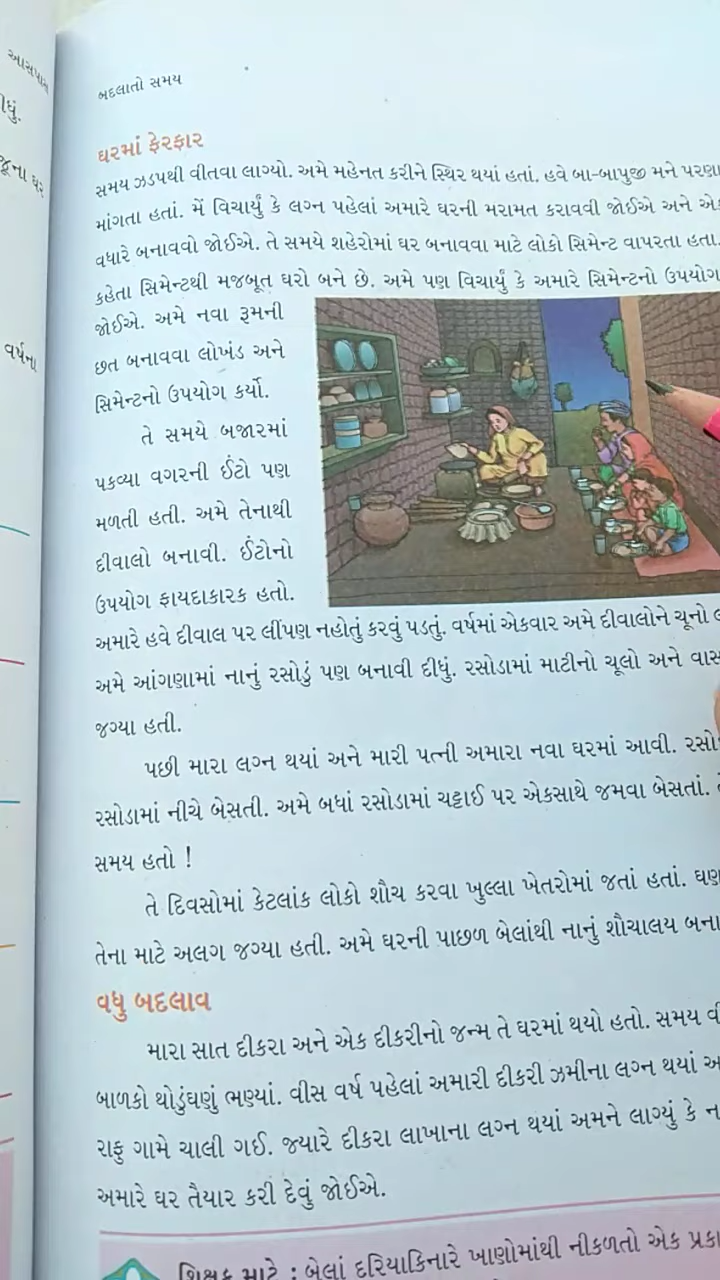 આસપાસ
બદલાતો સમય
ઘરમાં ફેરફાર
સમય ઝડપથી વીતવા લાગ્યો. અમે મહેનત કરીને સ્થિર થયાં હતાં. હવે બા-બાપુજી મને પરણા
માંગતા હતાં. મેં વિચાર્યું કે લગ્ન પહેલાં અમારે ઘરની મરામત કરાવવી જોઈએ અને
વધારે બનાવવો જોઈએ. તે સમયે શહેરોમાં ઘર બનાવવા માટે લોકો સિમેન્ટ વાપરતા હતા.
કહેતા સિમેન્ટથી મજબૂત ઘરો બને છે. અમે પણ વિચાર્યું કે અમારે સિમેન્ટનો ઉપયોગ
જોઈએ. અમે નવા રૂમની
છત બનાવવા લોખંડ અને
સિમેન્ટનો ઉપયોગ કર્યો.
તે સમયે બજારમાં
પકવ્યા વગરની ઈંટો પણ
મળતી હતી. અમે તેનાથી
દીવાલો બનાવી. ઈંટોનો
ઉપયોગ ફાયદાકારક હતો.
અમારે હવે દીવાલ પર લીંપણ નહોતું કરવું પડતું. વર્ષમાં એકવાર અમે દીવાલોને ચૂનો
અમે આંગણામાં નાનું રસોડું પણ બનાવી દીધું. રસોડામાં માટીનો ચૂલો અને વાસ
જગ્યા હતી.
પછી મારા લગ્ન થયાં અને મારી પત્ની અમારા નવા ઘરમાં આવી. રસો
રસોડામાં નીચે બેસતી. અમે બધાં રસોડામાં ચટ્ટાઈ પર એકસાથે જમવા બેસતાં.
સમય હતો !
તે દિવસોમાં કેટલાંક લોકો શૌચ કરવા ખુલ્લા ખેતરોમાં જતાં હતાં. ઘણ
તેના માટે અલગ જગ્યા હતી. અમે ઘરની પાછળ બેલાંથી નાનું શૌચાલય બના
વધુ બદલાવ
મારા સાત દીકરા અને એક દીકરીનો જન્મ તે ઘરમાં થયો હતો. સમય વી
બાળકો થોડુંઘણું ભણ્યાં. વીસ વર્ષ પહેલાં અમારી દીકરી ઝમીના લગ્ન થયાં અ
રાફુ ગામે ચાલી ગઈ. જ્યારે દીકરા લાખાના લગ્ન થયાં અમને લાગ્યું કે ન
અમારે ઘર તૈયાર કરી દેવું જોઈએ.
શિક્ષક માટે : બેલાં દરિયાકિનારે ખાણોમાંથી નીકળતો એક પ્રકા